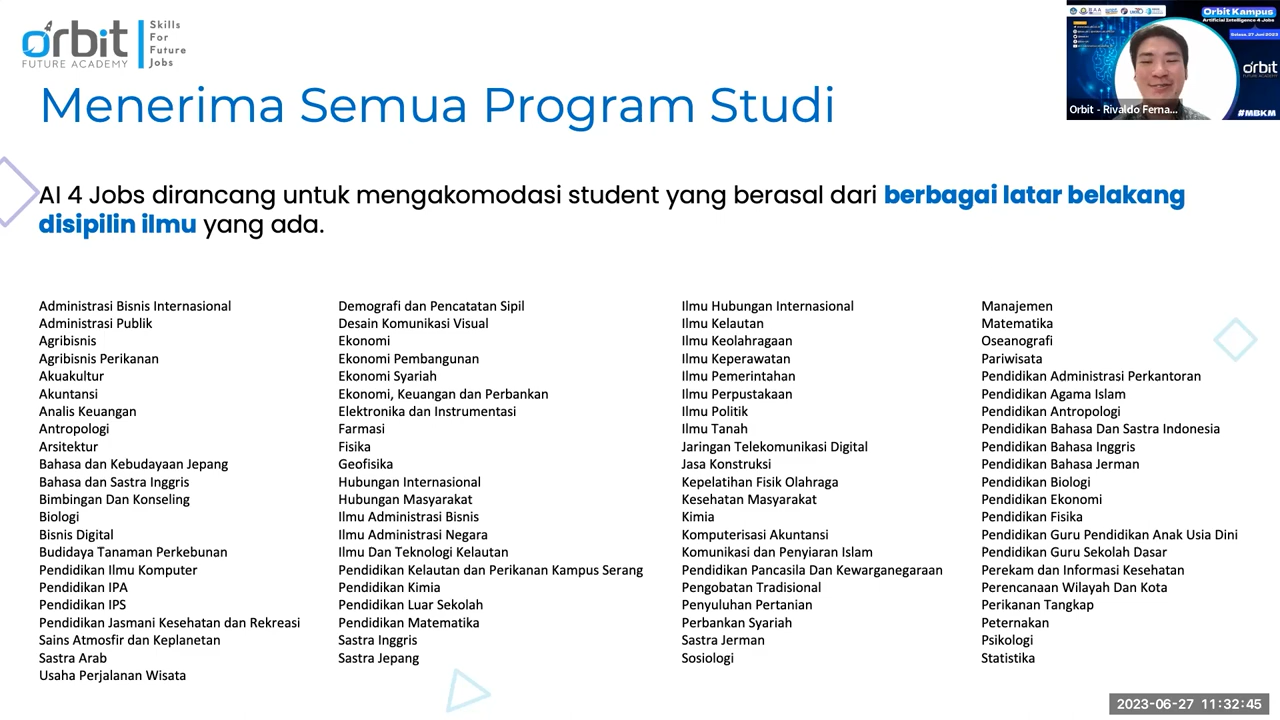 orbit
FUTURE ACADEMY
Skills
For
Future
Jobs
Menerima Semua Program Studi
AI 4 Jobs dirancang untuk mengakomodasi student yang berasal dari berbagai latar belakang
disipilin ilmu yang ada.
Administrasi Bisnis Internasional
Administrasi Publik
Agribisnis
Agribisnis Perikanan
Akuakultur
Akuntansi
Analis Keuangan
Antropologi
Arsitektur
Bahasa dan Kebudayaan Jepang
Bahasa dan Sastra Inggris
Bimbingan Dan Konseling
Biologi
Bisnis Digital
Budidaya Tanaman Perkebunan
Pendidikan Ilmu Komputer
Pendidikan IPA
Pendidikan IPS
Pendidikan Jasmani Kesehatan dan Rekreasi
Sains Atmosfir dan Keplanetan
Sastra Arab
Usaha Perjalanan Wisata
Demografi dan Pencatatan Sipil
Desain Komunikasi Visual
Ekonomi
Ekonomi Pembangunan
Ekonomi Syariah
Ekonomi, Keuangan dan Perbankan
Elektronika dan Instrumentasi
Farmasi
Fisika
Geofisika
Hubungan Internasional
Hubungan Masyarakat
Ilmu Administrasi Bisnis
Ilmu Administrasi Negara
Ilmu Dan Teknologi Kelautan
Pendidikan Kelautan dan Perikanan Kampus Serang
Pendidikan Kimia
Pendidikan Luar Sekolah
Pendidikan Matematika
Sastra Inggris
Sastra Jepang
Ilmu Hubungan Internasional
Ilmu Kelautan
Ilmu Keolahragaan
Ilmu Keperawatan
Ilmu Pemerintahan
Ilmu Perpustakaan
Ilmu Politik
Ilmu Tanah
Jaringan Telekomunikasi Digital
Jasa Konstruksi
Kepelatihan Fisik Olahraga
Kesehatan Masyarakat
Kimia
Komputerisasi Akuntansi
Komunikasi dan Penyiaran Islam
Pendidikan Pancasila Dan Kewarganegaraan
Pengobatan Tradisional
Penyuluhan Pertanian
Perbankan Syariah
Sastra Jerman
Sosiologi
Manajemen
Matematika
Oseanografi
Pariwisata
Pendidikan Administrasi Perkantoran
Pendidikan Agama Islam
Pendidikan Antropologi
Pendidikan Bahasa Dan Sastra Indonesia
Pendidikan Bahasa Inggris
Pendidikan Bahasa Jerman
Pendidikan Biologi
Pendidikan Ekonomi
Pendidikan Fisika
Pendidikan Guru Pendidikan Anak Usia Dini
Pendidikan Guru Sekolah Dasar
Perekam dan Informasi Kesehatan
Perencanaan Wilayah Dan Kota
Perikanan Tangkap
Peternakan
Psikologi
Statistika
Orbit Kampus
Artificial Intelligence 4 Jobs
Selasa, 27 Juni 2023
orbit
FUTURE ACADEMY
Orbit - Rivaldo Ferna...
#MBKM
2023-06-27 11:32:45